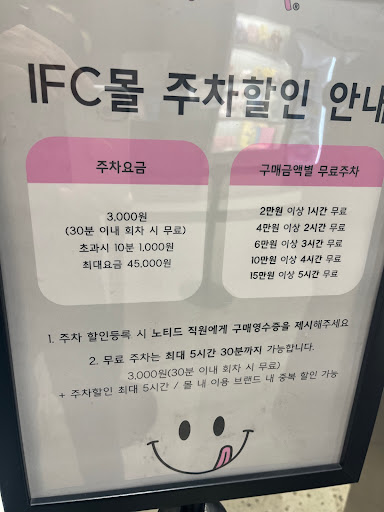 IFC몰 주차할인 안내
주차요금
3,000원
(30분 이내 회차 시 무료)
초과시 10분 1,000원
최대요금 45,000원
구매금액별 무료주차
2만원 이상 1시간 무료
4만원 이상 2시간 무료
6만원 이상 3시간 무료
10만원 이상 4시간 무료
15만원 이상 5시간 무료
1. 주차 할인등록 시 노티드 직원에게 구매영수증을 제시해주세요
2. 무료 주차는 최대 5시간 30분까지 가능합니다.
3,000원(30분 이내 회차 시 무료)
+ 주차할인 최대 5시간 / 몰 내 이용 브랜드 내 중복 할인 가능